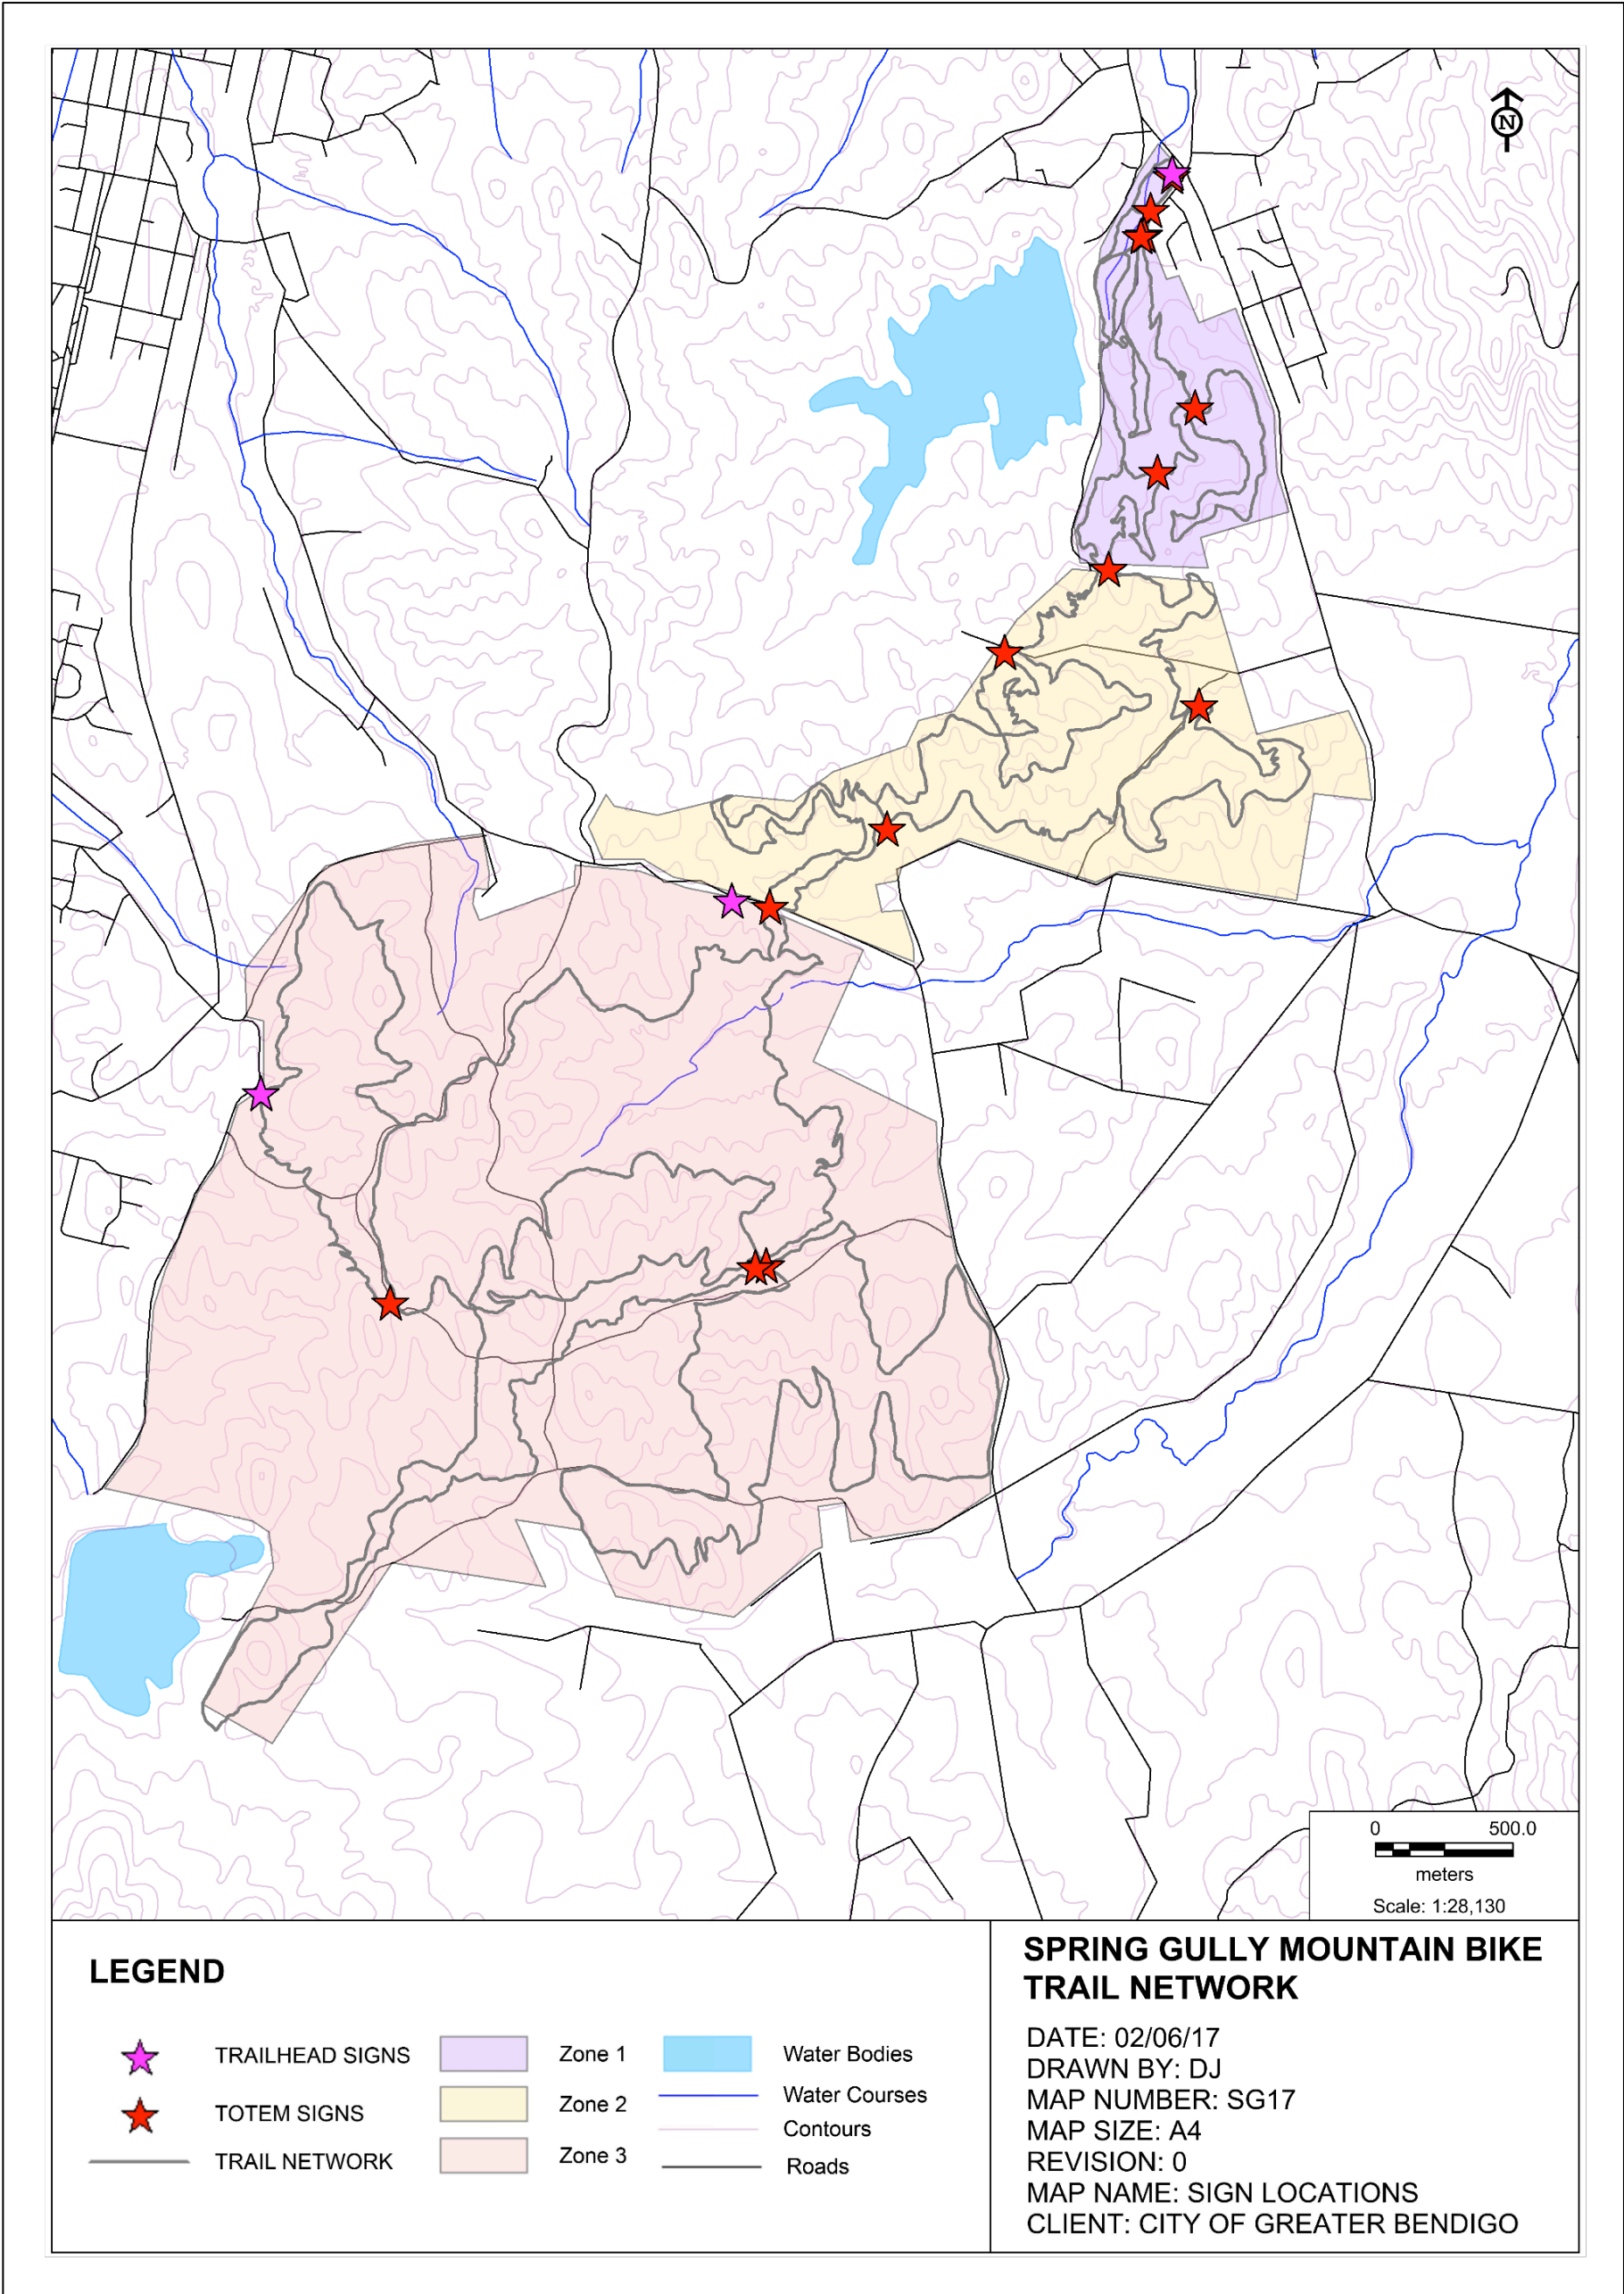 N
0 500.0
meters
Scale: 1:28,130
LEGEND
TRAILHEAD SIGNS
TOTEM SIGNS
TRAIL NETWORK
Zone 1
Zone 2
Zone 3
Water Bodies
Water Courses
Contours
Roads
SPRING GULLY MOUNTAIN BIKE
TRAIL NETWORK
DATE: 02/06/17
DRAWN BY: DJ
MAP NUMBER: SG17
MAP SIZE: A4
REVISION: 0
MAP NAME: SIGN LOCATIONS
CLIENT: CITY OF GREATER BENDIGO